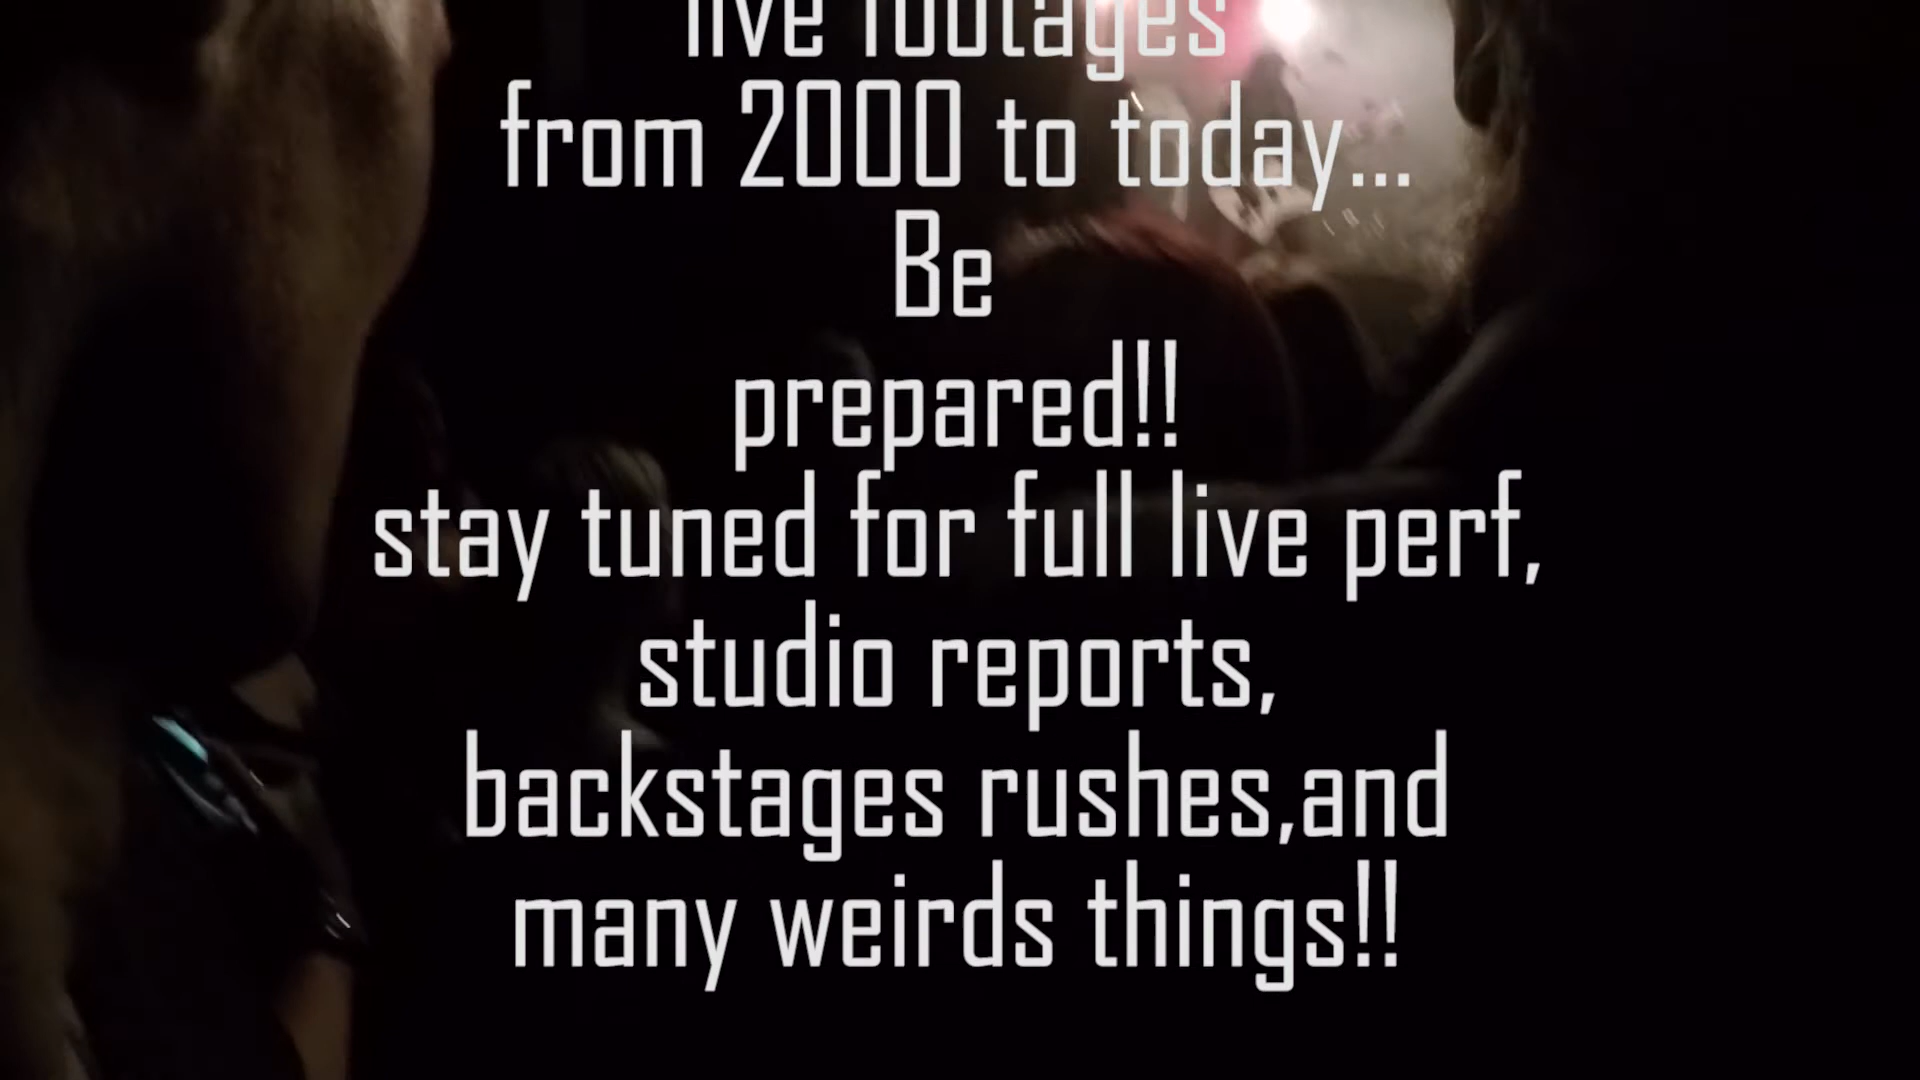 live footages
from 2000 to today...
Be
prepared!!
stay tuned for full live perf,
studio reports,
backstages rushes,and
many weirds things!!